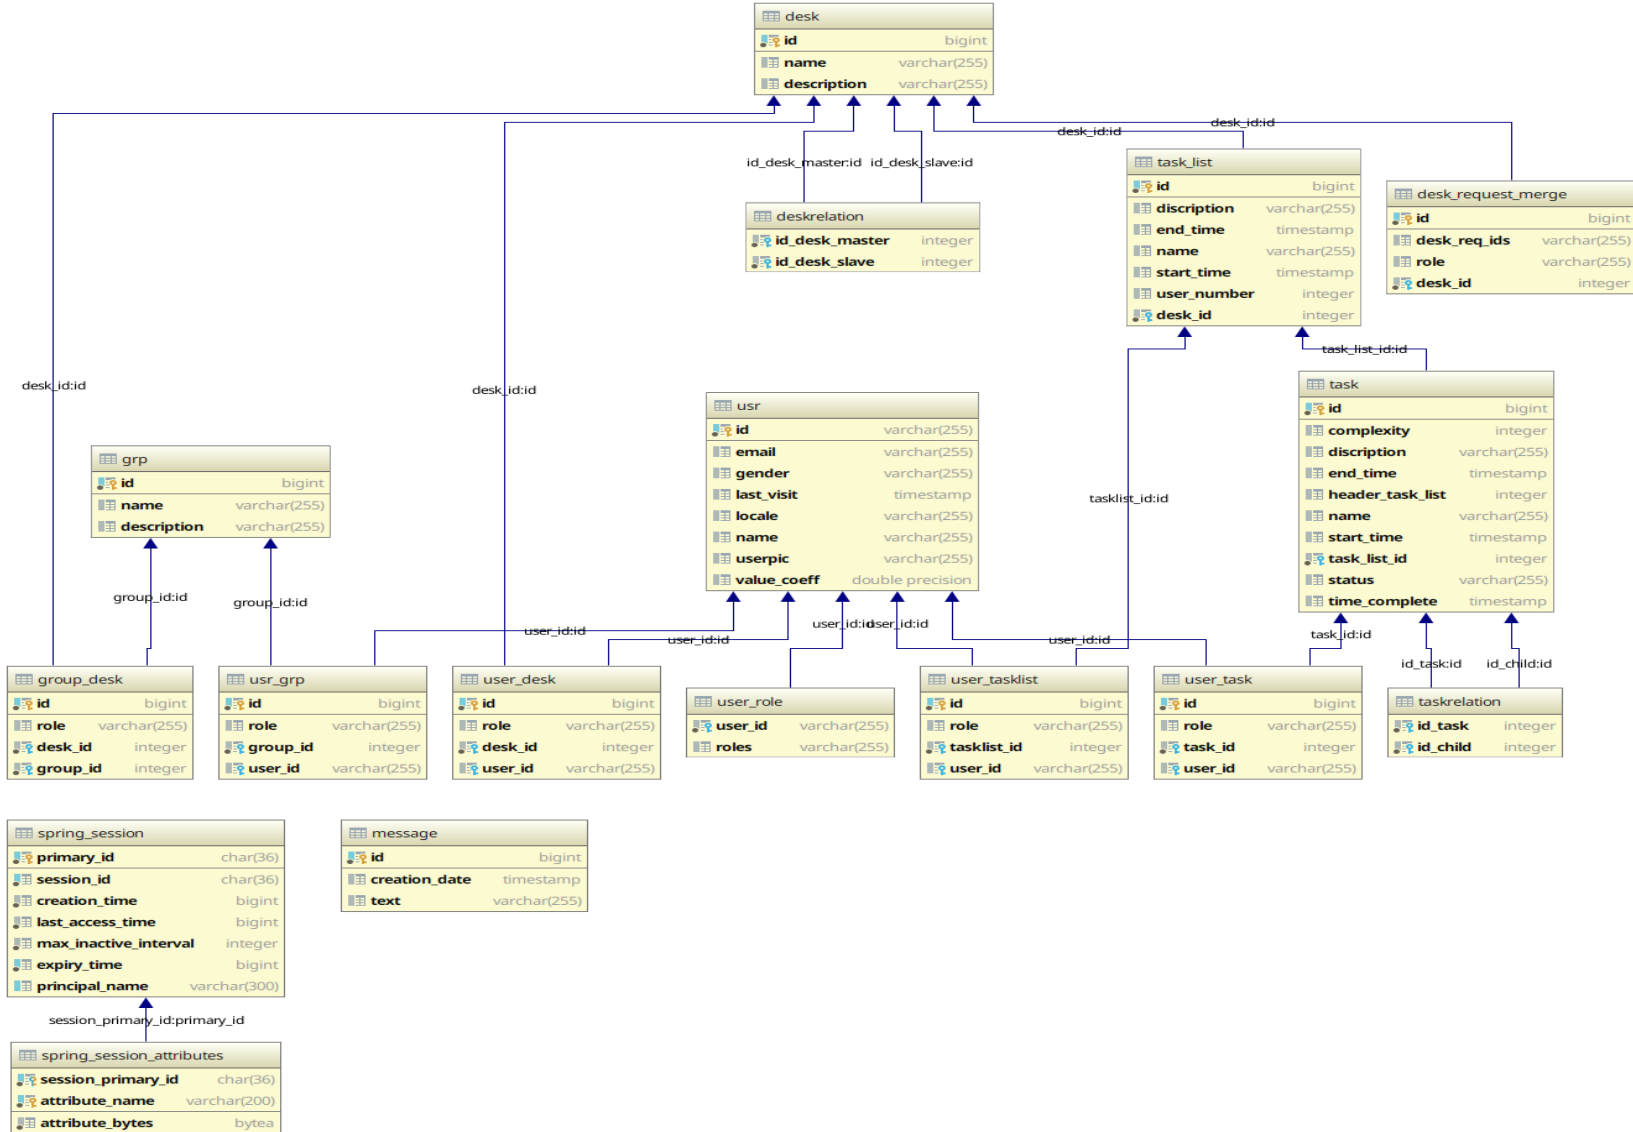 desk
id bigint
name varchar(255)
description varchar(255)
desk_id:id
desk_id:id
id_desk_master:id
id_desk_slave:id
task_list
id bigint
discription varchar(255)
end_time timestamp
name varchar(255)
start_time timestamp
user_number integer
desk_id integer
desk_request_merge
id bigint
desk_req_ids varchar(255)
role varchar(255)
desk_id integer
deskrelation
id_desk_master integer
id_desk_slave integer
desk_id:id
desk_id:id
task_list_id:id
usr
id varchar(255)
email varchar(255)
gender varchar(255)
last_visit timestamp
locale varchar(255)
name varchar(255)
userpic varchar(255)
value_coeff double precision
task
id bigint
complexity integer
discription varchar(255)
end_time timestamp
header_task_list integer
name varchar(255)
start_time timestamp
task_list_id integer
status varchar(255)
time_complete timestamp
grp
id bigint
name varchar(255)
description varchar(255)
tasklist_id:id
group_id:id
group_id:id
user_id:id
user_id:id
user_id:id
user_id:id
user_id:id
task_id:id
id_task:id
id_child:id
group_desk
id bigint
role varchar(255)
desk_id integer
group_id integer
usr_grp
id bigint
role varchar(255)
group_id integer
user_id varchar(255)
user_desk
id bigint
role varchar(255)
desk_id integer
user_id varchar(255)
user_role
user_id varchar(255)
roles varchar(255)
user_tasklist
id bigint
role varchar(255)
tasklist_id integer
user_id varchar(255)
user_task
id bigint
role varchar(255)
task_id integer
user_id varchar(255)
taskrelation
id_task integer
id_child integer
spring_session
primary_id char(36)
session_id char(36)
creation_time bigint
last_access_time bigint
max_inactive_interval integer
expiry_time bigint
principal_name varchar(300)
message
id bigint
creation_date timestamp
text varchar(255)
session_primary_id:primary_id
spring_session_attributes
session_primary_id char(36)
attribute_name varchar(200)
attribute_bytes bytea